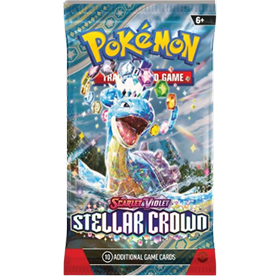 6+
POKÉMON
TRADING CARD GAME
SCARLET & VIOLET
STELLAR CROWN
10 ADDITIONAL GAME CARDS